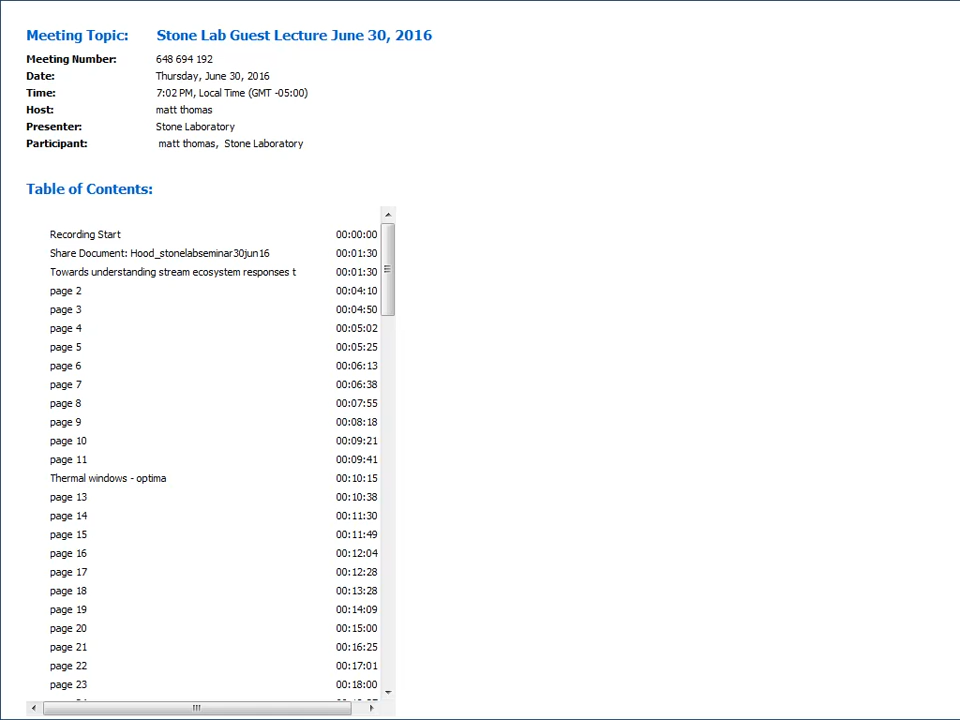 Meeting Topic: Stone Lab Guest Lecture June 30, 2016
Meeting Number: 648 694 192
Date: Thursday, June 30, 2016
Time: 7:02 PM, Local Time (GMT -05:00)
Host: matt thomas
Presenter: Stone Laboratory
Participant: matt thomas, Stone Laboratory
Table of Contents:
Recording Start 00:00:00
Share Document: Hood_stonelabseminar30jun16 00:01:30
Towards understanding stream ecosystem responses t 00:01:30
page 2 00:04:10
page 3 00:04:50
page 4 00:05:02
page 5 00:05:25
page 6 00:06:13
page 7 00:06:38
page 8 00:07:55
page 9 00:08:18
page 10 00:09:21
page 11 00:09:41
Thermal windows - optima 00:10:15
page 13 00:10:38
page 14 00:11:30
page 15 00:11:49
page 16 00:12:04
page 17 00:12:28
page 18 00:13:28
page 19 00:14:09
page 20 00:15:00
page 21 00:16:25
page 22 00:17:01
page 23 00:18:00